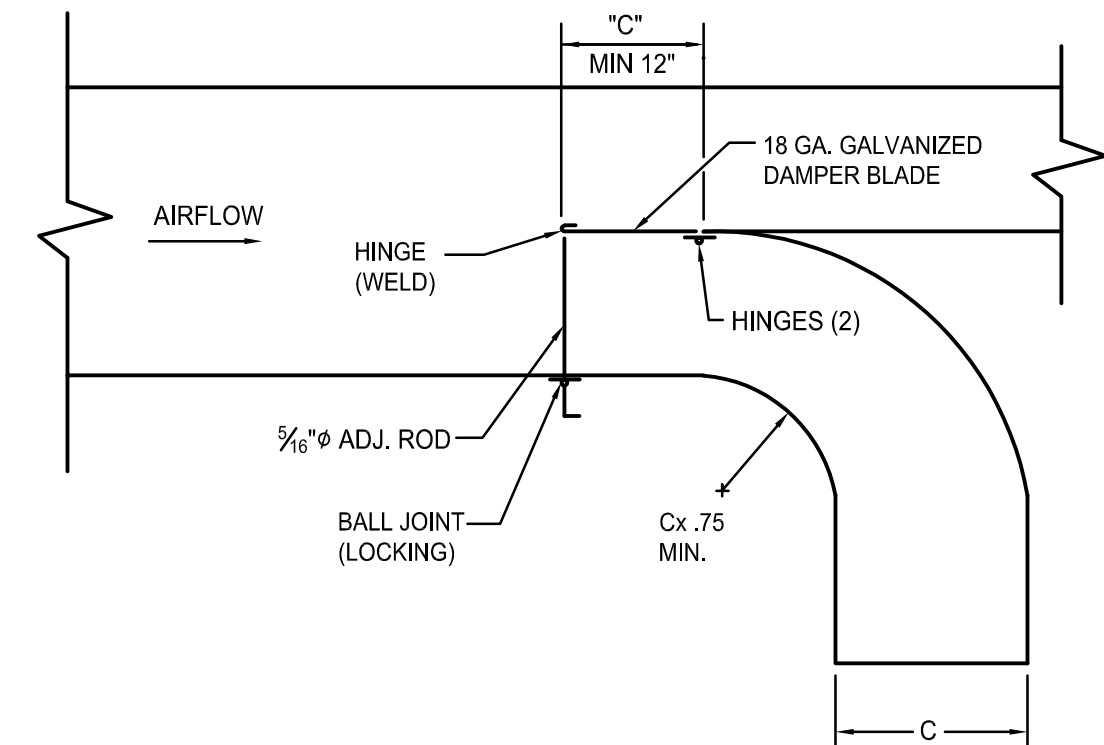 "C"
MIN 12"
18 GA. GALVANIZED
DAMPER BLADE
AIRFLOW
HINGE
(WELD)
HINGES (2)
5/16"φ ADJ. ROD
BALL JOINT
(LOCKING)
Cx .75
MIN.
C